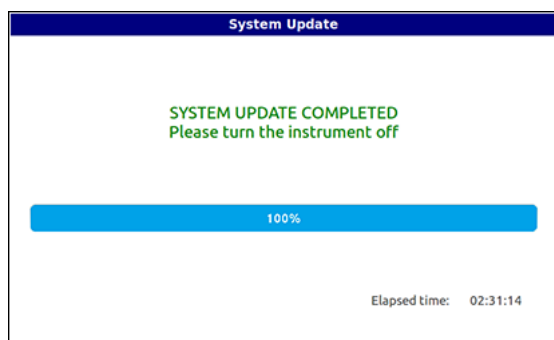 System Update
SYSTEM UPDATE COMPLETED
Please turn the instrument off
100%
Elapsed time: 02:31:14